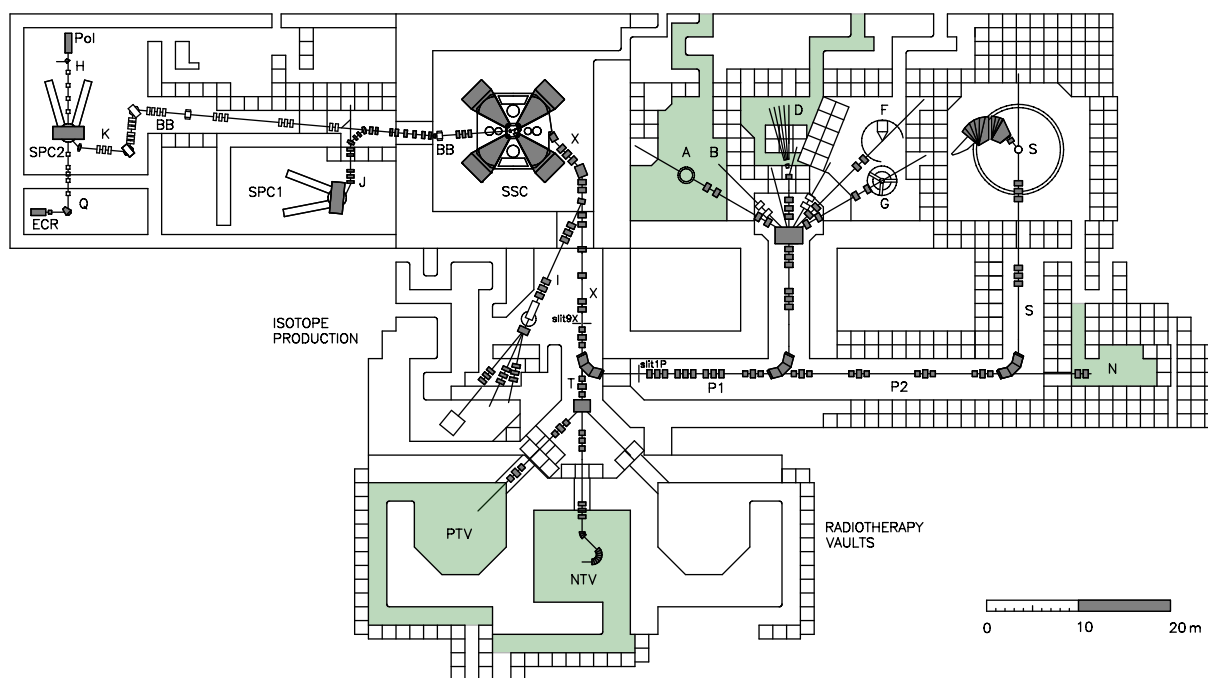 Pol
H
K
BB
SPC2
Q
ECR
SPC1
J
BB
SSC
X
A
B
D
F
G
S
I
X
slit9X
ISOTOPE
PRODUCTION
T
slit1P
P1
P2
S
N
PTV
NTV
RADIOTHERAPY
VAULTS
0
10
20 m